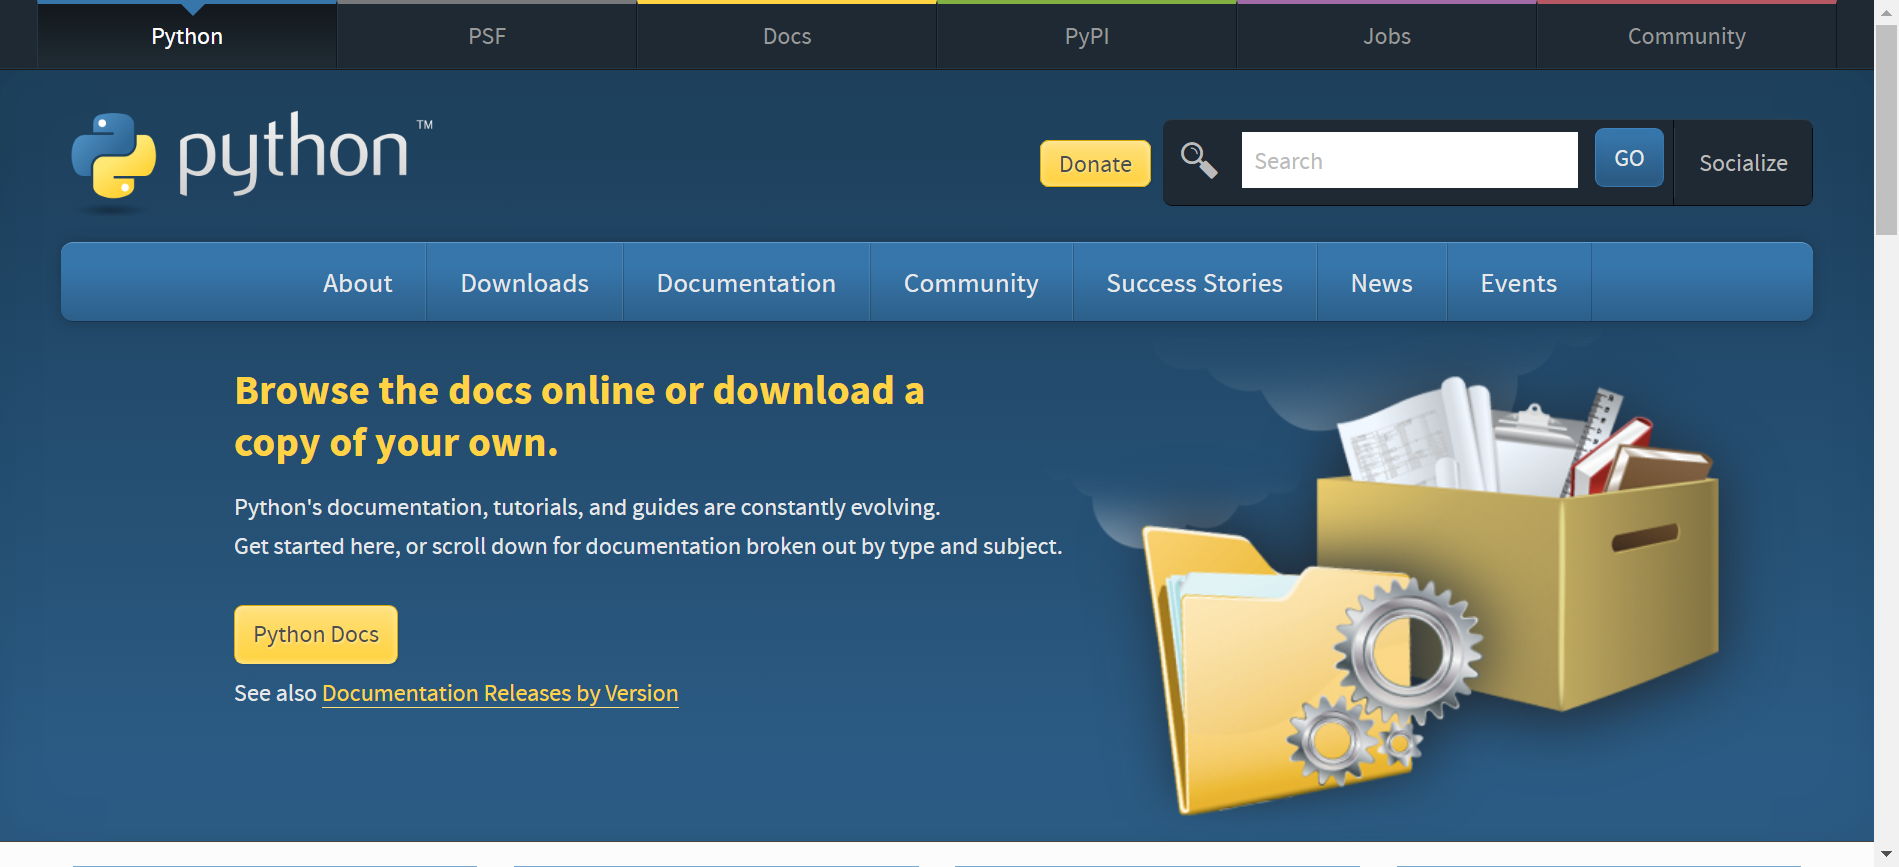 Python
PSF
Docs
PyPI
Jobs
Community
python™
Donate
Search
GO
Socialize
About
Downloads
Documentation
Community
Success Stories
News
Events
Browse the docs online or download a
copy of your own.
Python's documentation, tutorials, and guides are constantly evolving.
Get started here, or scroll down for documentation broken out by type and subject.
Python Docs
See also Documentation Releases by Version